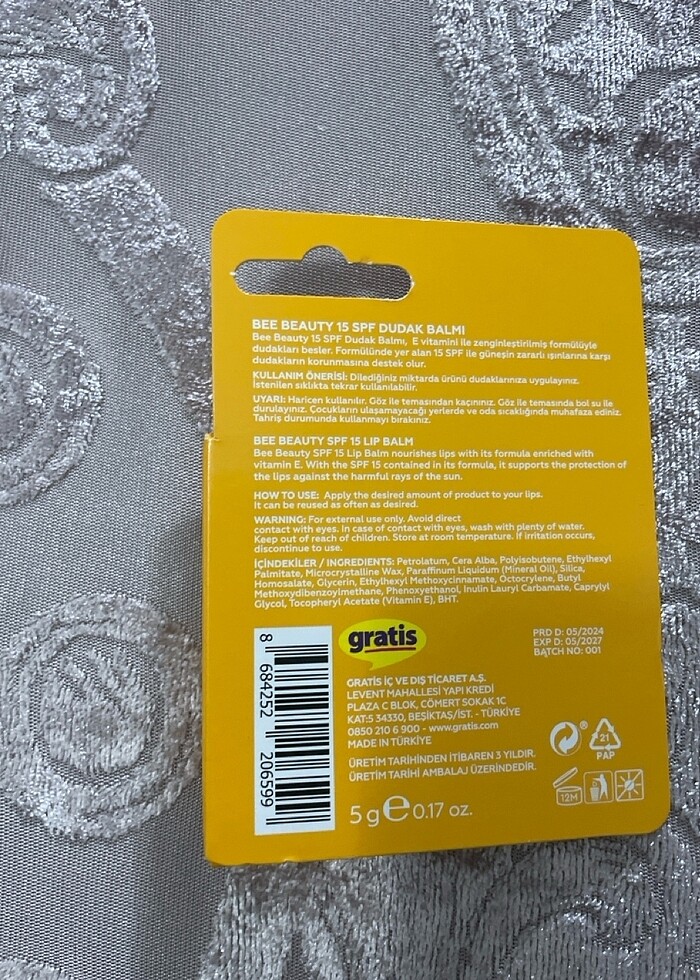 BEE BEAUTY 15 SPF DUDAK BALMI
Bee Beauty 15 SPF Dudak Balmı, E vitamini ile zenginleştirilmiş formülüyle
dudakları besler. Formülünde yer alan 15 SPF ile güneşin zararlı ışınlarına karşı
dudakların korunmasına destek olur.
KULLANIM ÖNERİSİ: Dilediğiniz miktarda ürünü dudaklarınıza uygulayınız.
İstenilen sıklıkta tekrar kullanılabilir.
UYARI: Haricen kullanılır. Göz ile temasından kaçınınız. Göz ile temasında bol su ile
durulayınız. Çocukların ulaşamayacağı yerlerde ve oda sıcaklığında muhafaza ediniz.
Tahriş durumunda kullanmayı bırakınız.
BEE BEAUTY SPF 15 LIP BALM
Bee Beauty SPF 15 Lip Balm nourishes lips with its formula enriched with
vitamin E. With the SPF 15 contained in its formula, it supports the protection of
the lips against the harmful rays of the sun.
HOW TO USE: Apply the desired amount of product to your lips.
It can be reused as often as desired.
WARNING: For external use only. Avoid direct
contact with eyes. In case of contact with eyes, wash with plenty of water.
Keep out of reach of children. Store at room temperature. If irritation occurs,
discontinue to use.
İÇİNDEKİLER / INGREDIENTS: Petrolatum, Cera Alba, Polyisobutene, Ethylhexyl
Palmitate, Microcrystalline Wax, Paraffinum Liquidum (Mineral Oil), Silica,
Homosalate, Glycerin, Ethylhexyl Methoxycinnamate, Octocrylene, Butyl
Methoxydibenzoylmethane, Phenoxyethanol, Inulin Lauryl Carbamate, Caprylyl
Glycol, Tocopheryl Acetate (Vitamin E), BHT.
8 684252 206599
gratis
PRD D: 05/2024
EXP D: 05/2027
BATCH NO: 001
GRATİS İÇ VE DIŞ TİCARET A.Ş.
LEVENT MAHALLESİ YAPI KREDİ
PLAZA C BLOK, CÖMERT SOKAK 1C
KAT:5 34330, BEŞİKTAŞ/İST. - TÜRKİYE
0850 210 6 900 - www.gratis.com
MADE IN TÜRKİYE
ÜRETİM TARİHİNDEN İTİBAREN 3 YILDIR.
ÜRETİM TARİHİ AMBALAJ ÜZERİNDEDİR.
®
21
PAP
12M
5 g e 0.17 oz.